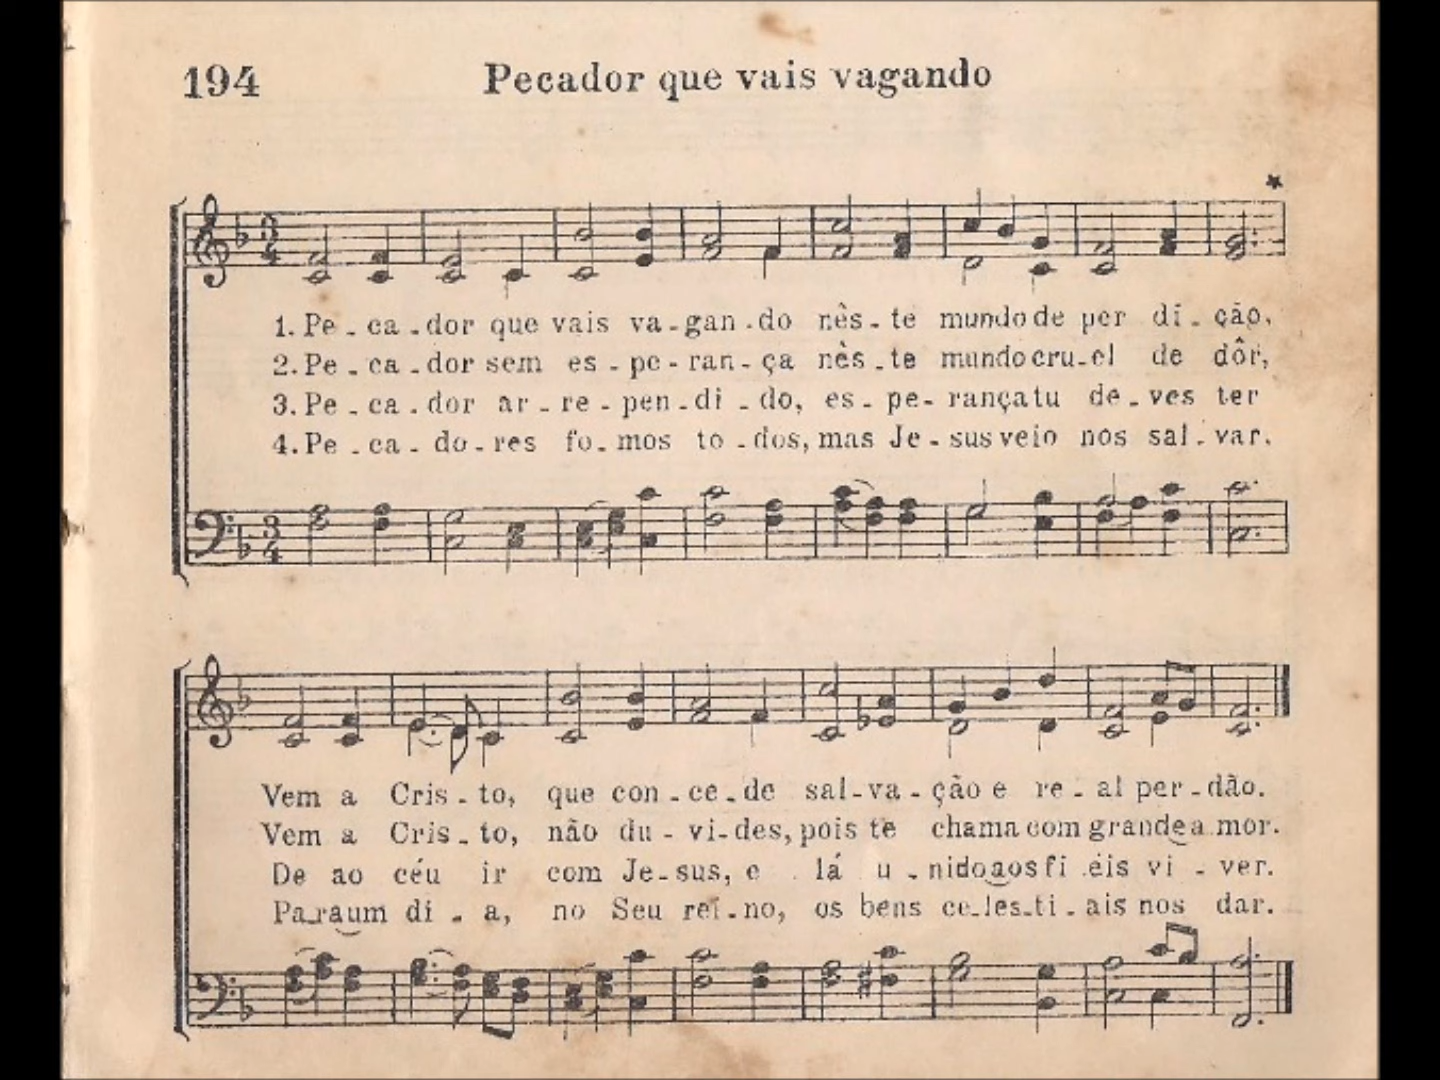 194 Pecador que vais vagando
1. Pe - ca - dor que vais va - gan - do nês - te mundo de per di - ção,
2. Pe - ca - dor sem es - pe - ran - ça nês - te mundo cru - el de dôr,
3. Pe - ca - dor ar - re - pen - di - do, es - pe - rança tu de - ves ter
4. Pe - ca - do - res fo - mos to - dos, mas Je - sus veio nos sal - var.
Vem a Cris - to, que con - ce - de sal - va - ção e re - al per - dão.
Vem a Cris - to, não du - vi - des, pois te chama com grande a mor.
De ao céu ir com Je - sus, e lá u - nido aos fi éis vi - ver.
Para um di - a, no Seu rei - no, os bens ce - les - ti - ais nos dar.